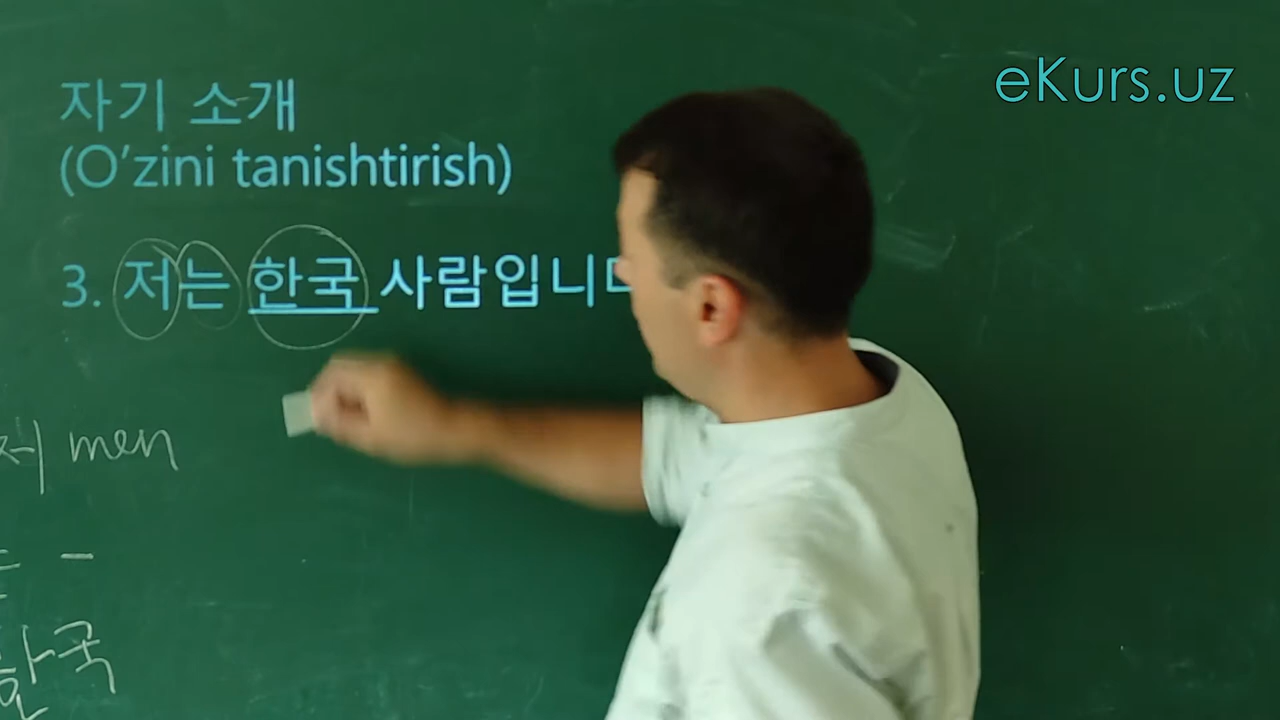 eKurs.uz
자기 소개
(O'zini tanishtirish)
3. 저는 한국 사람입니
저 men
는 -
한국